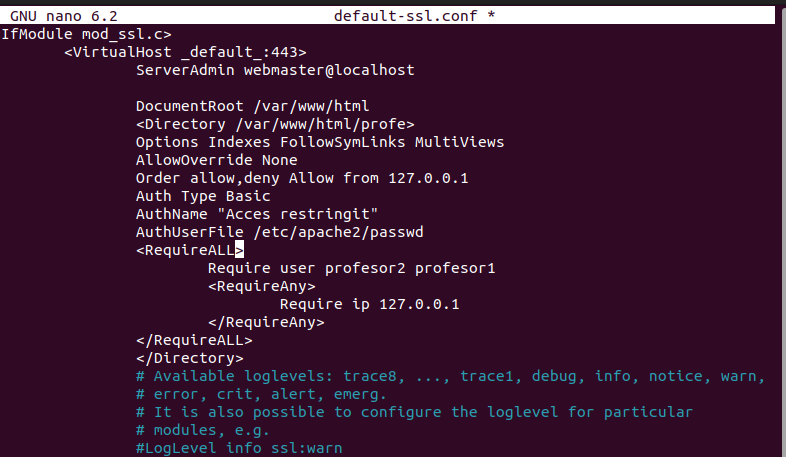 GNU nano 6.2 default-ssl.conf *
IfModule mod_ssl.c>
<VirtualHost _default_:443>
ServerAdmin webmaster@localhost
DocumentRoot /var/www/html
<Directory /var/www/html/profe>
Options Indexes FollowSymLinks MultiViews
AllowOverride None
Order allow,deny Allow from 127.0.0.1
Auth Type Basic
AuthName "Acces restringit"
AuthUserFile /etc/apache2/passwd
<RequireALL>
Require user profesor2 profesor1
<RequireAny>
Require ip 127.0.0.1
</RequireAny>
</RequireALL>
</Directory>
# Available loglevels: trace8, ..., trace1, debug, info, notice, warn,
# error, crit, alert, emerg.
# It is also possible to configure the loglevel for particular
# modules, e.g.
#LogLevel info ssl:warn